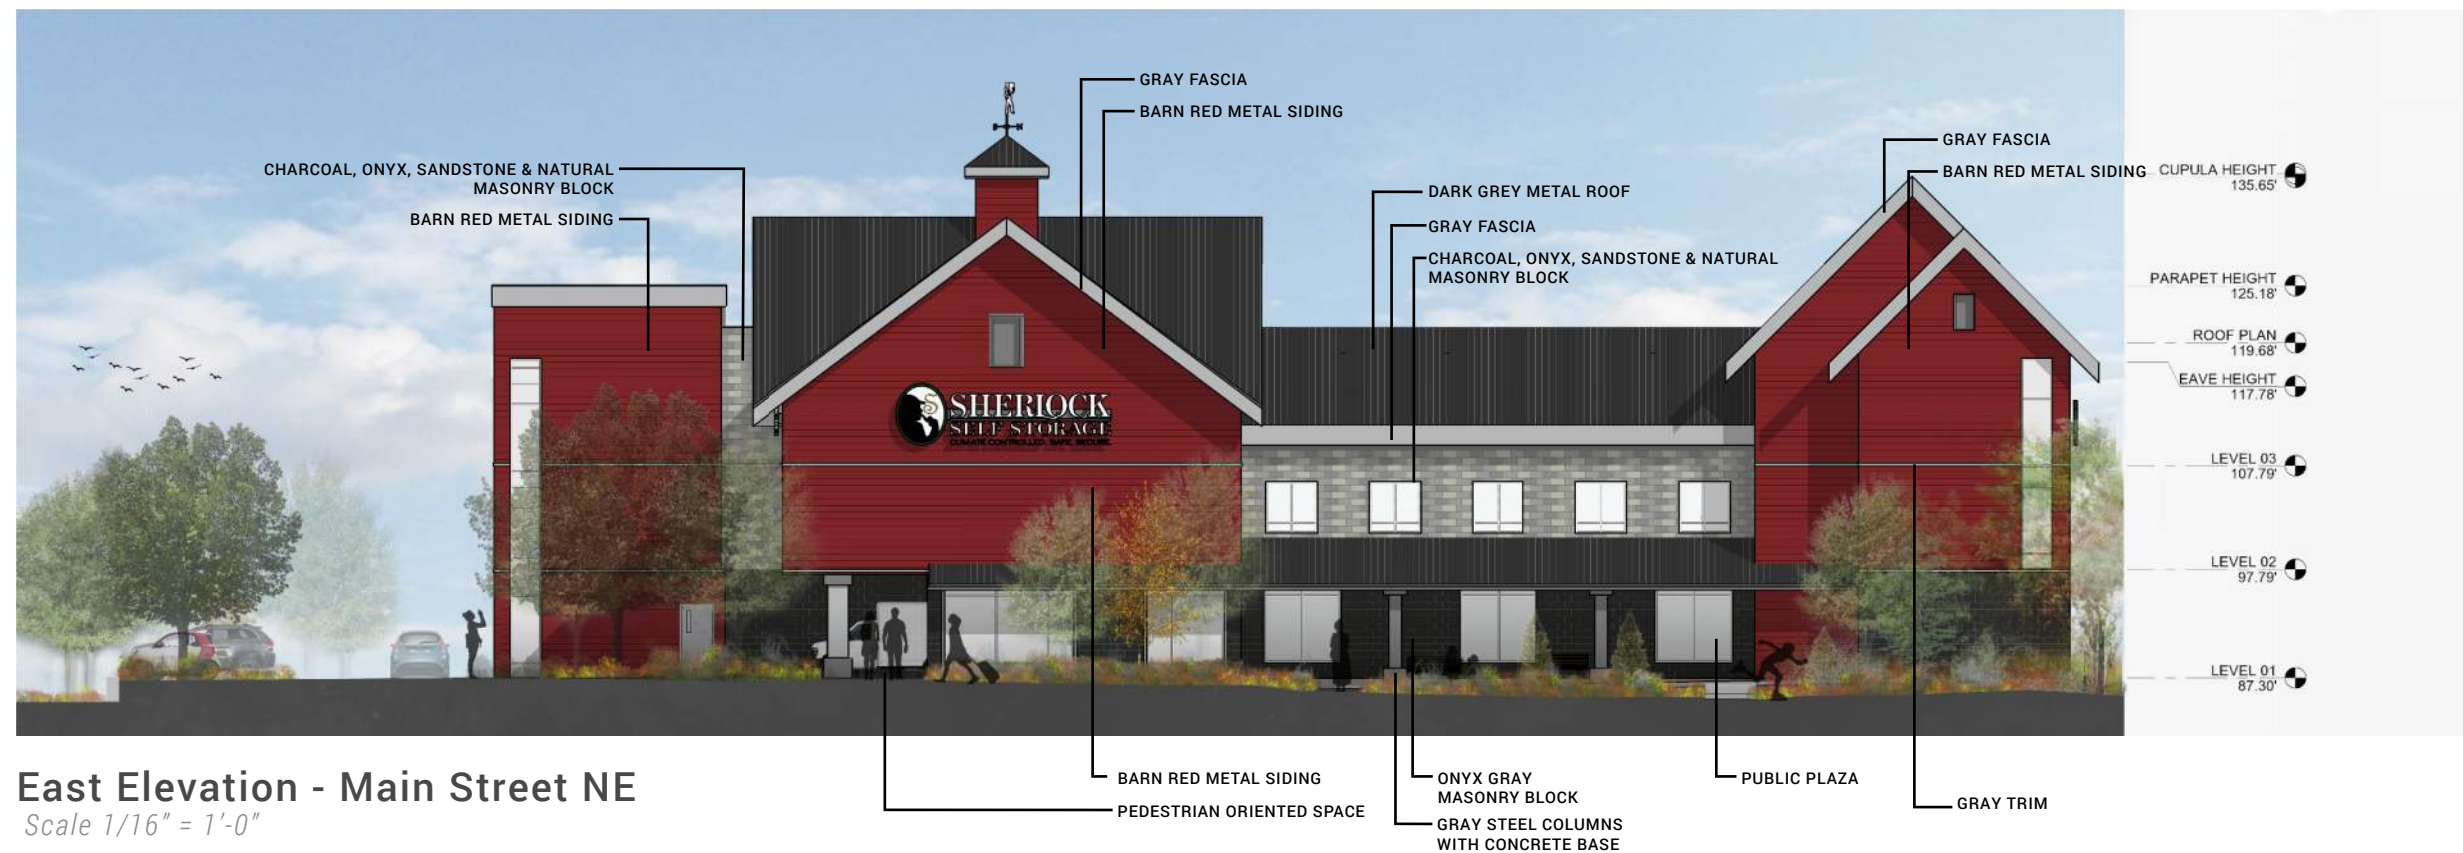 GRAY FASCIA
BARN RED METAL SIDING
CHARCOAL, ONYX, SANDSTONE & NATURAL
MASONRY BLOCK
BARN RED METAL SIDING
DARK GREY METAL ROOF
GRAY FASCIA
CHARCOAL, ONYX, SANDSTONE & NATURAL
MASONRY BLOCK
GRAY FASCIA
BARN RED METAL SIDING
CUPULA HEIGHT
135.65'
PARAPET HEIGHT
125.18'
ROOF PLAN
119.68'
EAVE HEIGHT
117.78'
LEVEL 03
107.79'
LEVEL 02
97.79'
LEVEL 01
87.30'
S
SHERLOCK
SELF STORAGE
CLIMATE CONTROLLED. SAFE. SECURE.
BARN RED METAL SIDING
PEDESTRIAN ORIENTED SPACE
ONYX GRAY
MASONRY BLOCK
GRAY STEEL COLUMNS
WITH CONCRETE BASE
PUBLIC PLAZA
GRAY TRIM
East Elevation - Main Street NE
Scale 1/16" = 1'-0"